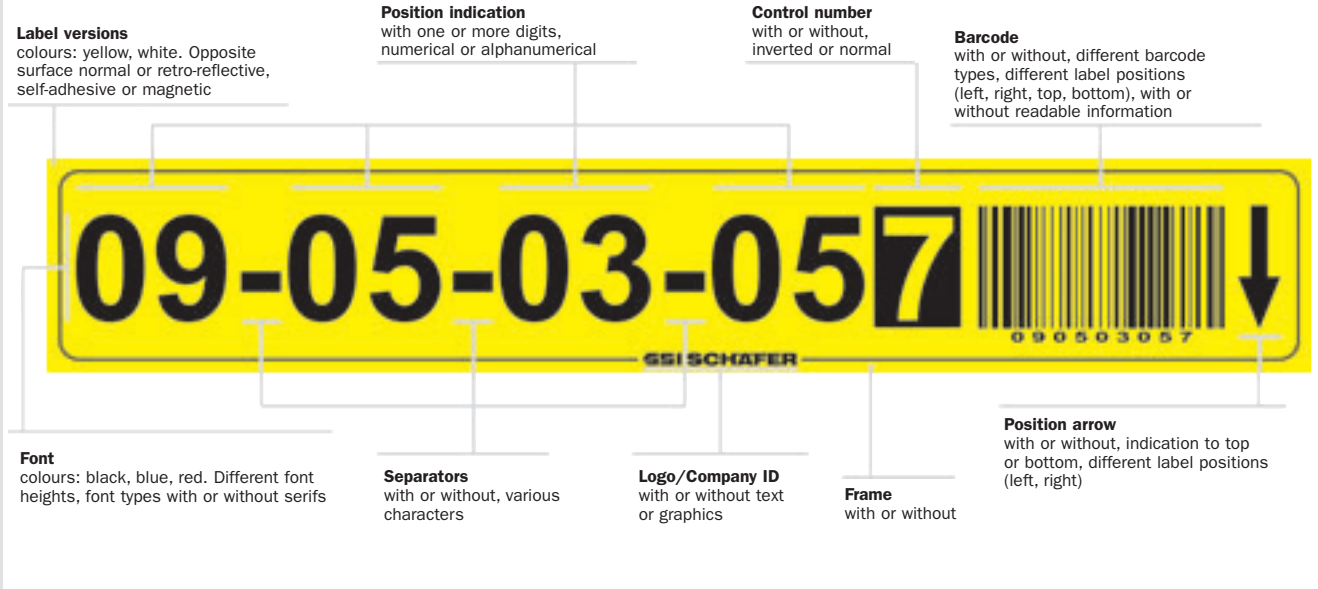 Label versions
colours: yellow, white. Opposite
surface normal or retro-reflective,
self-adhesive or magnetic
Position indication
with one or more digits,
numerical or alphanumerical
Control number
with or without,
inverted or normal
Barcode
with or without, different barcode
types, different label positions
(left, right, top, bottom), with or
without readable information
09-05-03-057
090503057
SSI SCHÄFER
Font
colours: black, blue, red. Different font
heights, font types with or without serifs
Separators
with or without, various
characters
Logo/Company ID
with or without text
or graphics
Frame
with or without
Position arrow
with or without, indication to top
or bottom, different label positions
(left, right)